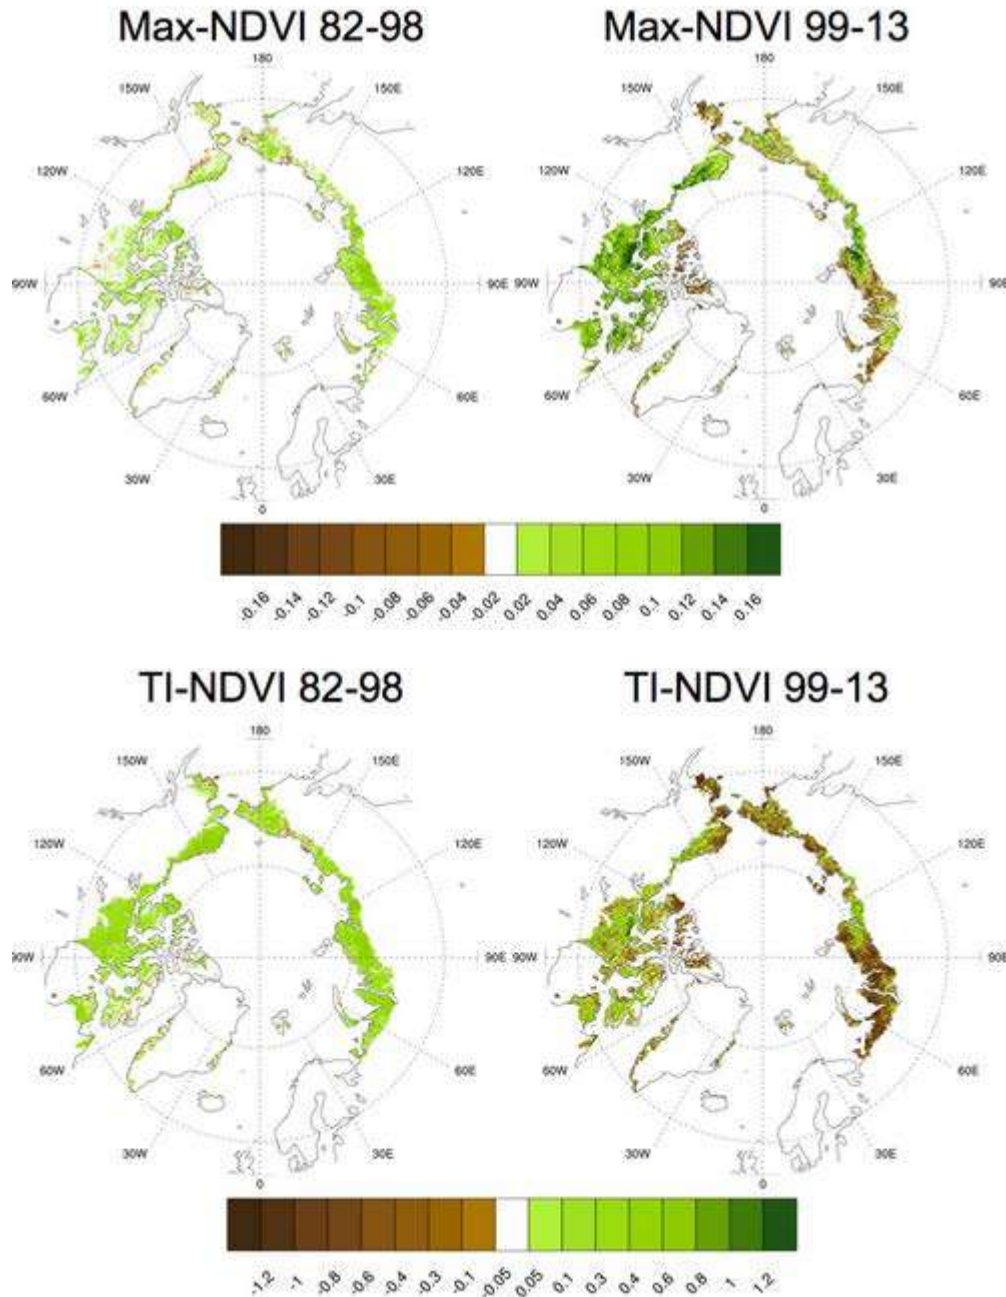 Max-NDVI 82-98 Max-NDVI 99-13
180 180
150W 150E 150W 150E
120W 120E 120W 120E
90W 90E 90W 90E
60W 60E 60W 60E
30W 30E 30W 30E
0 0
-0.16 -0.14 -0.12 -0.1 -0.08 -0.06 -0.04 -0.02 0.02 0.04 0.06 0.08 0.1 0.12 0.14 0.16
TI-NDVI 82-98 TI-NDVI 99-13
180 180
150W 150E 150W 150E
120W 120E 120W 120E
90W 90E 90W 90E
60W 60E 60W 60E
30W 30E 30W 30E
0 0
-1.2 -1 -0.8 -0.6 -0.4 -0.3 -0.1 -0.05 0.05 0.1 0.3 0.4 0.6 0.8 1 1.2